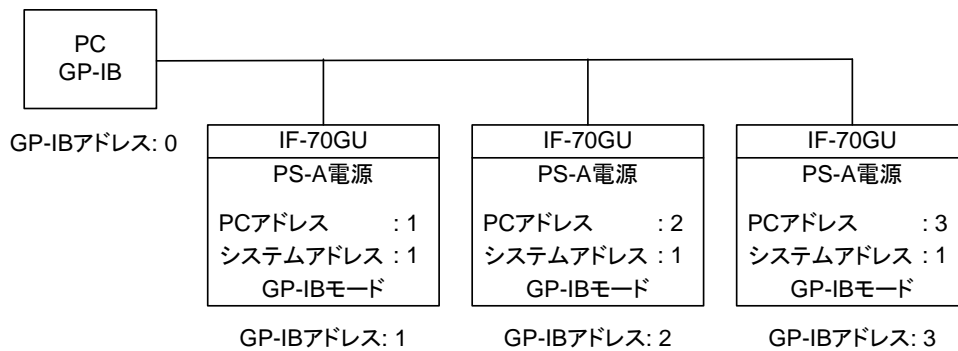 PC
GP-IB
GP-IBアドレス: 0
IF-70GU
PS-A電源
PCアドレス : 1
システムアドレス : 1
GP-IBモード
GP-IBアドレス: 1
IF-70GU
PS-A電源
PCアドレス : 2
システムアドレス : 1
GP-IBモード
GP-IBアドレス: 2
IF-70GU
PS-A電源
PCアドレス : 3
システムアドレス : 1
GP-IBモード
GP-IBアドレス: 3